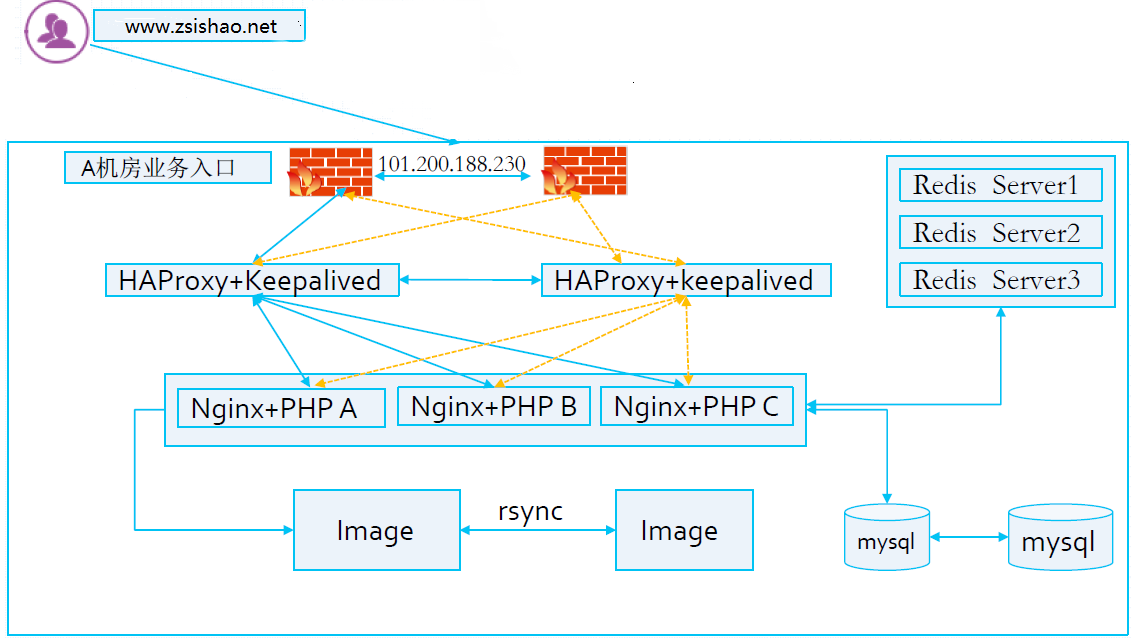 www.zsishao.net
A机房业务入口
101.200.188.230
Redis Server1
Redis Server2
Redis Server3
HAProxy+Keepalived
HAProxy+keepalived
Nginx+PHP A
Nginx+PHP B
Nginx+PHP C
Image
rsync
Image
mysql
mysql